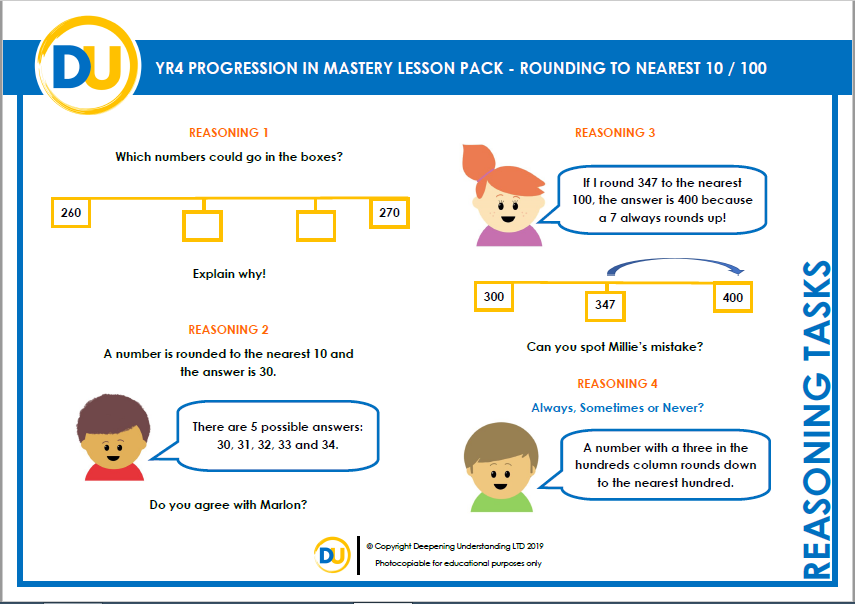 DU
YR4 PROGRESSION IN MASTERY LESSON PACK - ROUNDING TO NEAREST 10 / 100
REASONING 1
Which numbers could go in the boxes?
260
270
Explain why!
REASONING 2
A number is rounded to the nearest 10 and
the answer is 30.
There are 5 possible answers:
30, 31, 32, 33 and 34.
Do you agree with Marlon?
REASONING 3
If I round 347 to the nearest
100, the answer is 400 because
a 7 always rounds up!
300
347
400
Can you spot Millie's mistake?
REASONING 4
Always, Sometimes or Never?
A number with a three in the
hundreds column rounds down
to the nearest hundred.
REASONING TASKS
DU
© Copyright Deepening Understanding LTD 2019
Photocopiable for educational purposes only